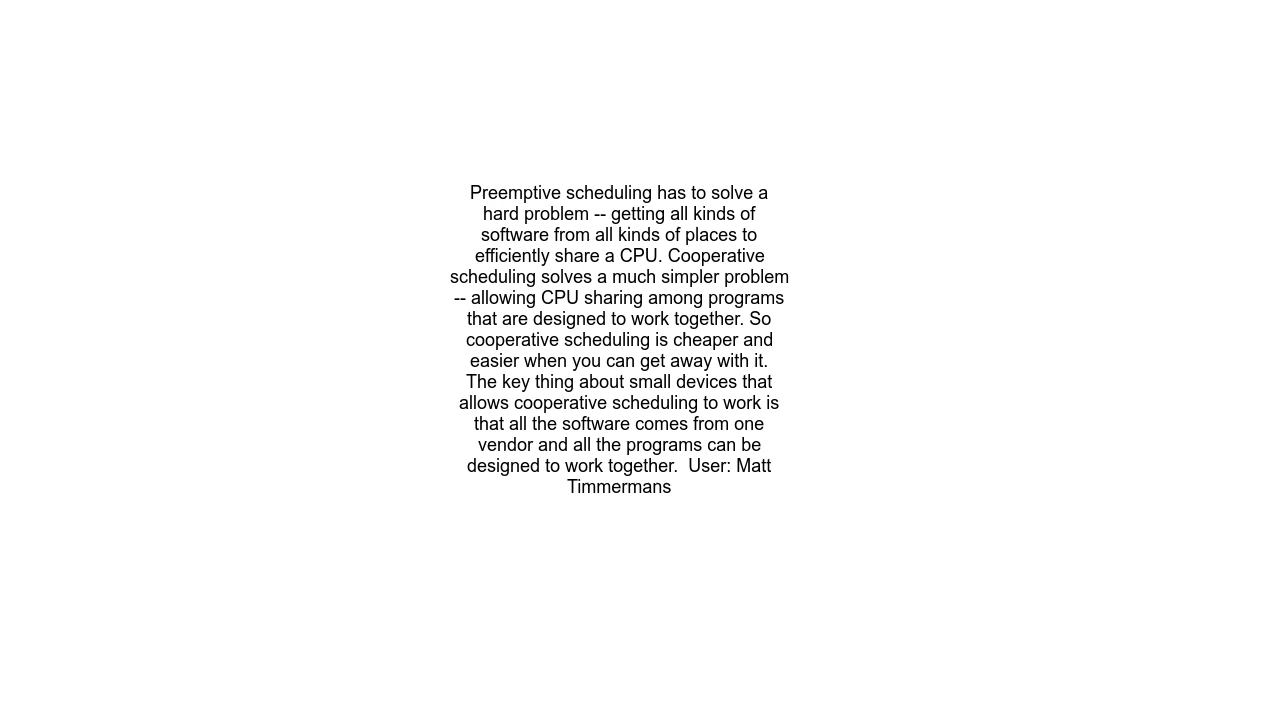 Preemptive scheduling has to solve a
hard problem -- getting all kinds of
software from all kinds of places to
efficiently share a CPU. Cooperative
scheduling solves a much simpler problem
-- allowing CPU sharing among programs
that are designed to work together. So
cooperative scheduling is cheaper and
easier when you can get away with it.
The key thing about small devices that
allows cooperative scheduling to work is
that all the software comes from one
vendor and all the programs can be
designed to work together.  User: Matt
Timmermans